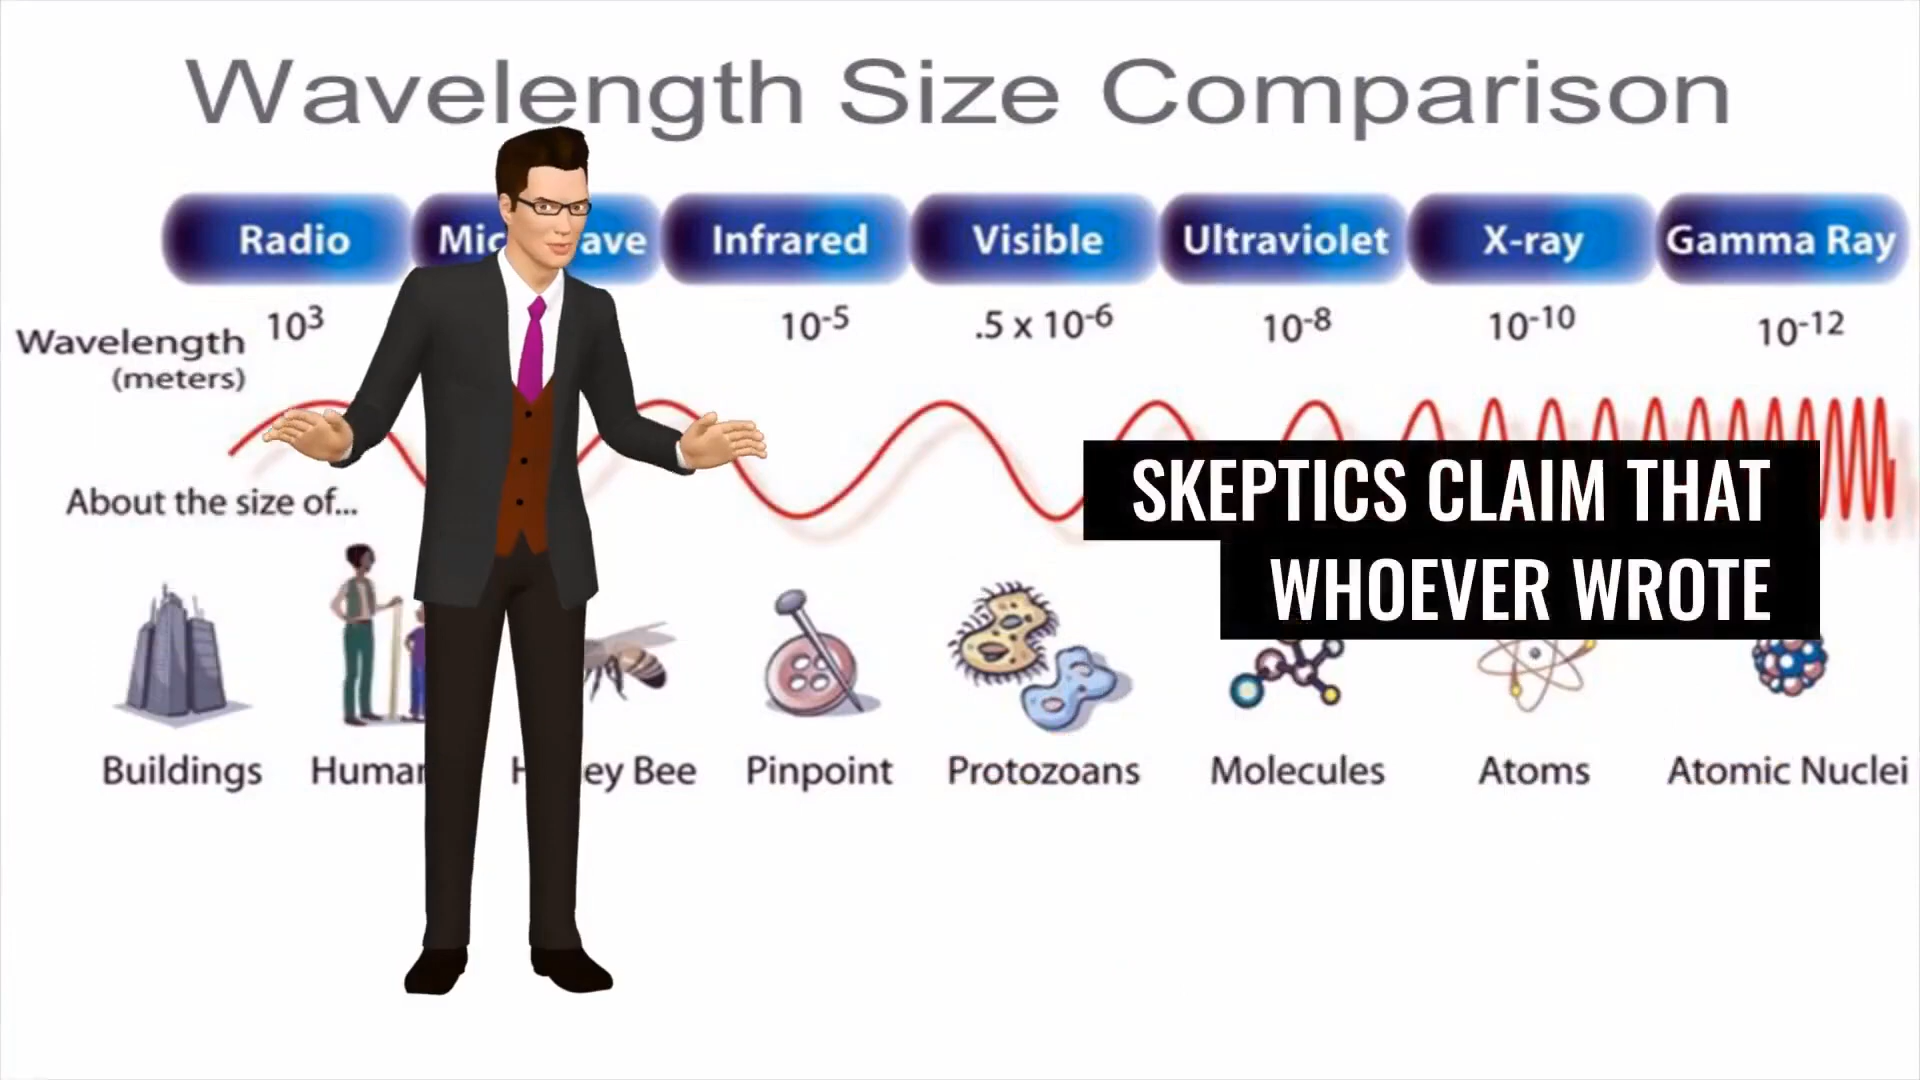 Wavelength Size Comparison
Radio Infrared Visible Ultraviolet X-ray Gamma Ray
Wavelength 10³ 10⁻⁵ .5 x 10⁻⁶ 10⁻⁸ 10⁻¹⁰ 10⁻¹²
(meters)
About the size of...
SKEPTICS CLAIM THAT
WHOEVER WROTE
Buildings Bee Pinpoint Protozoans Molecules Atoms Atomic Nuclei